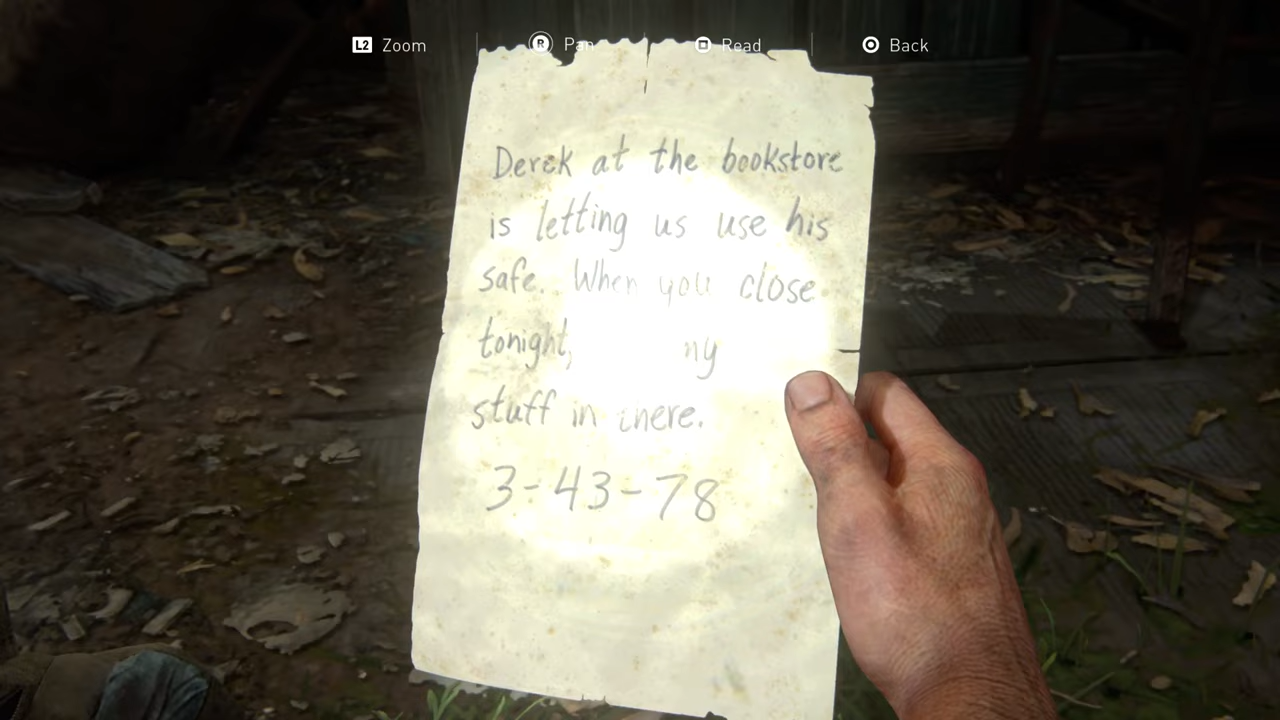 L2 Zoom R Pan Read Back
Derek at the bookstore
is letting us use his
safe. When you close
tonight,
stuff in there.
3-43-78